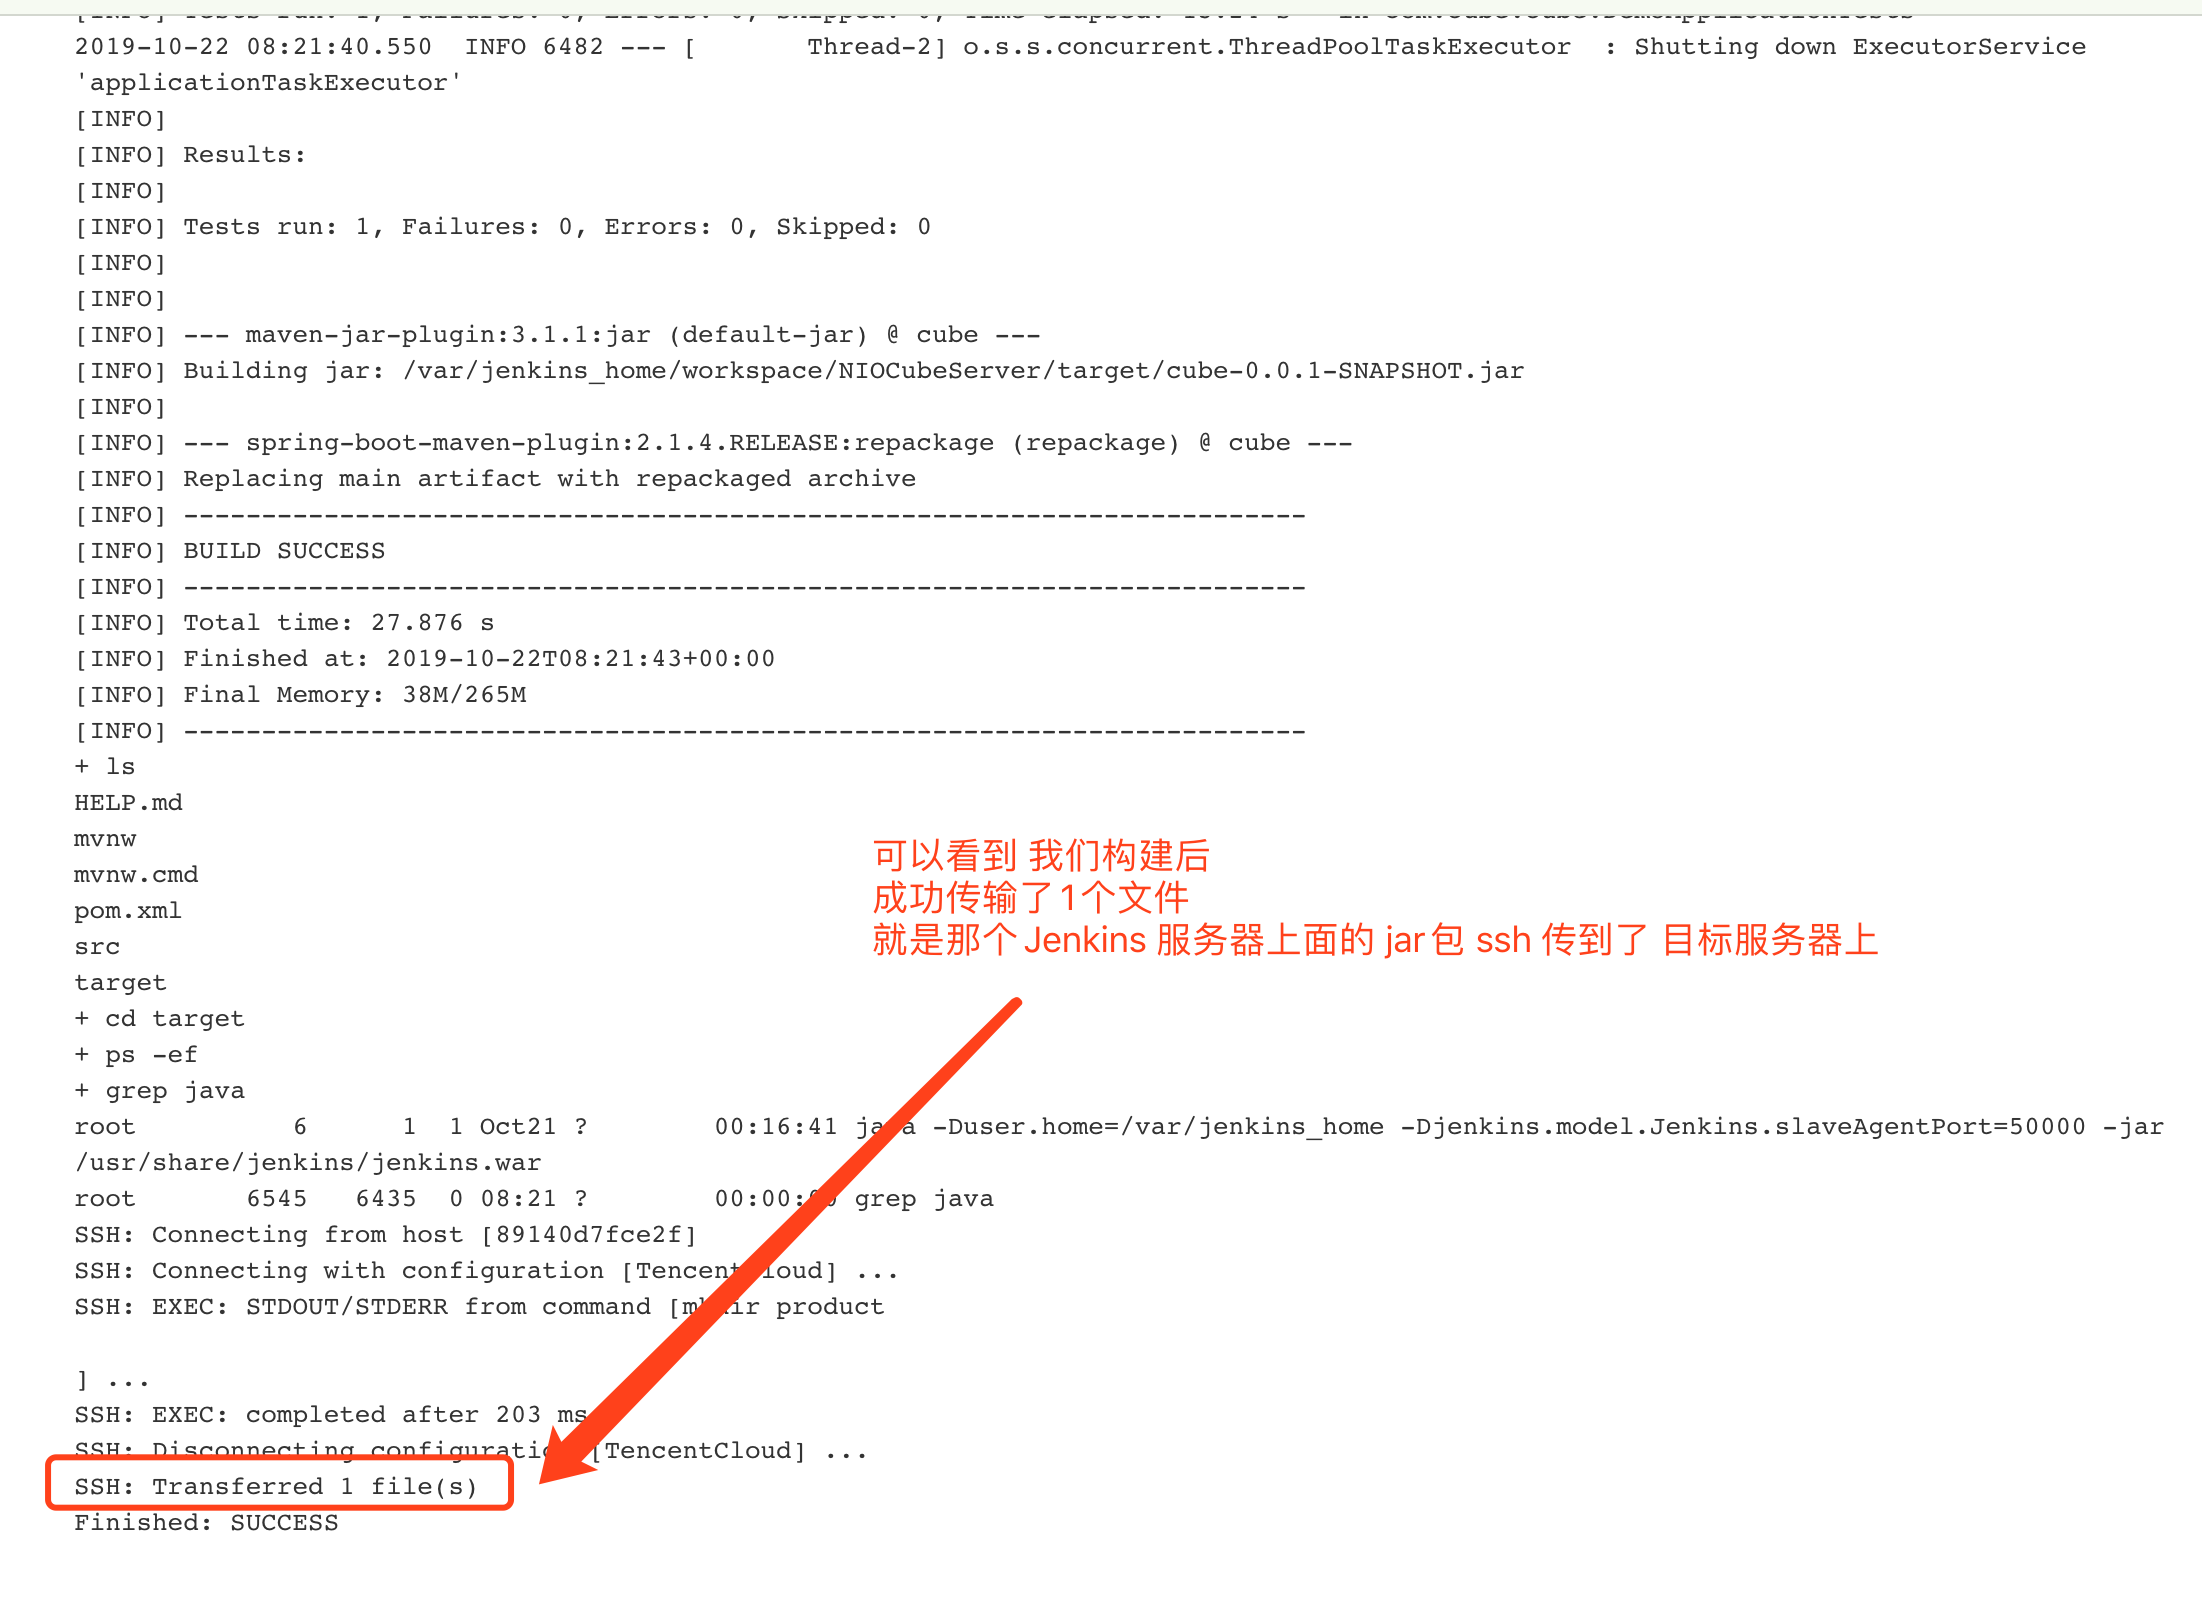 2019-10-22 08:21:40.550  INFO 6482 --- [       Thread-2] o.s.s.concurrent.ThreadPoolTaskExecutor  : Shutting down ExecutorService
'applicationTaskExecutor'
[INFO]
[INFO] Results:
[INFO]
[INFO] Tests run: 1, Failures: 0, Errors: 0, Skipped: 0
[INFO]
[INFO]
[INFO] --- maven-jar-plugin:3.1.1:jar (default-jar) @ cube ---
[INFO] Building jar: /var/jenkins_home/workspace/NIOCubeServer/target/cube-0.0.1-SNAPSHOT.jar
[INFO]
[INFO] --- spring-boot-maven-plugin:2.1.4.RELEASE:repackage (repackage) @ cube ---
[INFO] Replacing main artifact with repackaged archive
[INFO] ------------------------------------------------------------------------
[INFO] BUILD SUCCESS
[INFO] ------------------------------------------------------------------------
[INFO] Total time: 27.876 s
[INFO] Finished at: 2019-10-22T08:21:43+00:00
[INFO] Final Memory: 38M/265M
[INFO] ------------------------------------------------------------------------
+ ls
HELP.md
mvnw
mvnw.cmd
pom.xml
src
target
可以看到 我们构建后
成功传输了1个文件
就是那个 Jenkins 服务器上面的 jar包 ssh 传到了 目标服务器上
+ cd target
+ ps -ef
+ grep java
root          6      1  1 Oct21 ?        00:16:41 java -Duser.home=/var/jenkins_home -Djenkins.model.Jenkins.slaveAgentPort=50000 -jar
/usr/share/jenkins/jenkins.war
root       6545   6435  0 08:21 ?        00:00:00 grep java
SSH: Connecting from host [89140d7fce2f]
SSH: Connecting with configuration [TencentCloud] ...
SSH: EXEC: STDOUT/STDERR from command [mkdir product
] ...
SSH: EXEC: completed after 203 ms
SSH: Disconnecting configuration [TencentCloud] ...
SSH: Transferred 1 file(s)
Finished: SUCCESS